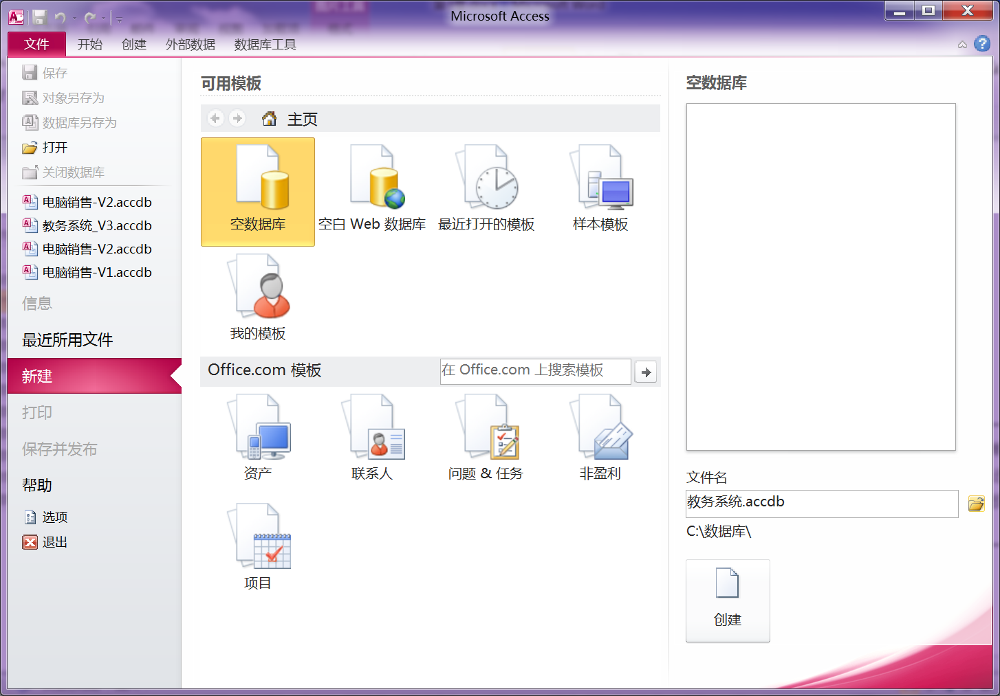 Microsoft Access
文件 开始 创建 外部数据 数据库工具
保存
对象另存为
数据库另存为
打开
关闭数据库
电脑销售-V2.accdb
教务系统_V3.accdb
电脑销售-V2.accdb
电脑销售-V1.accdb
信息
最近所用文件
新建
打印
保存并发布
帮助
选项
退出
可用模板
主页
空数据库 空白 Web 数据库 最近打开的模板 样本模板
我的模板
Office.com 模板 在 Office.com 上搜索模板
资产 联系人 问题 & 任务 非盈利
项目
空数据库
文件名
教务系统.accdb
C:\数据库\
创建